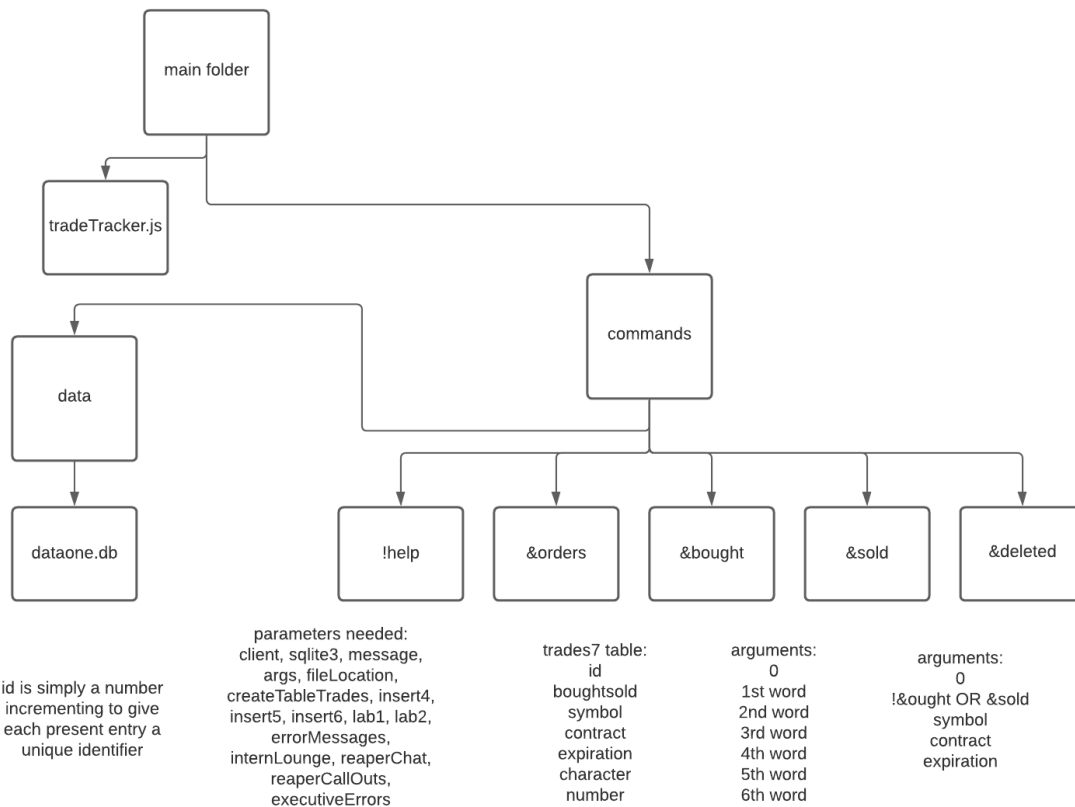 main folder
tradeTracker.js
commands
data
dataone.db
!help
&orders
&bought
&sold
&deleted
id is simply a number
incrementing to give
each present entry a
unique identifier
parameters needed:
client, sqlite3, message,
args, fileLocation,
createTableTrades, insert4,
insert5, insert6, lab1, lab2,
errorMessages,
internLounge, reaperChat,
reaperCallOuts,
executiveErrors
trades7 table:
id
boughtsold
symbol
contract
expiration
character
number
arguments:
0
1st word
2nd word
3rd word
4th word
5th word
6th word
arguments:
0
!&ought OR &sold
symbol
contract
expiration